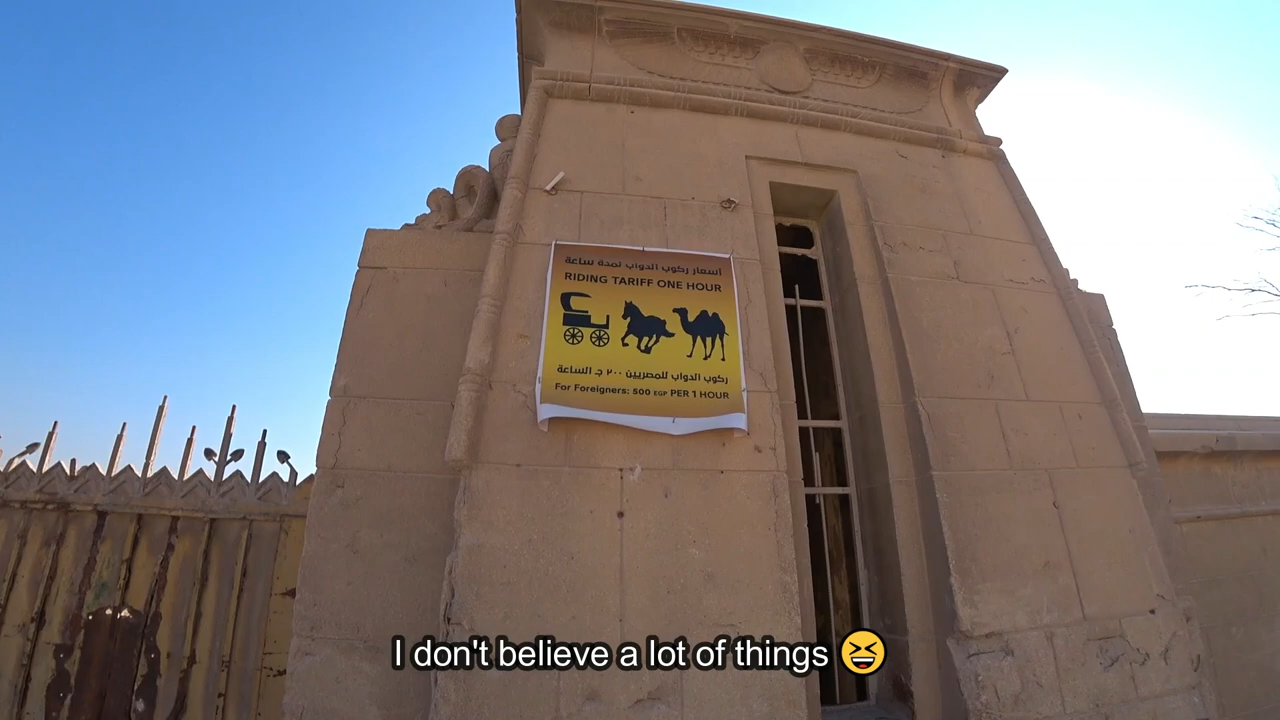 أسعار ركوب الدواب لمدة ساعة
RIDING TARIFF ONE HOUR
ركوب الدواب للمصريين ٢٠٠ جـ الساعة
For Foreigners: 500 EGP PER 1 HOUR
I don't believe a lot of things 😆